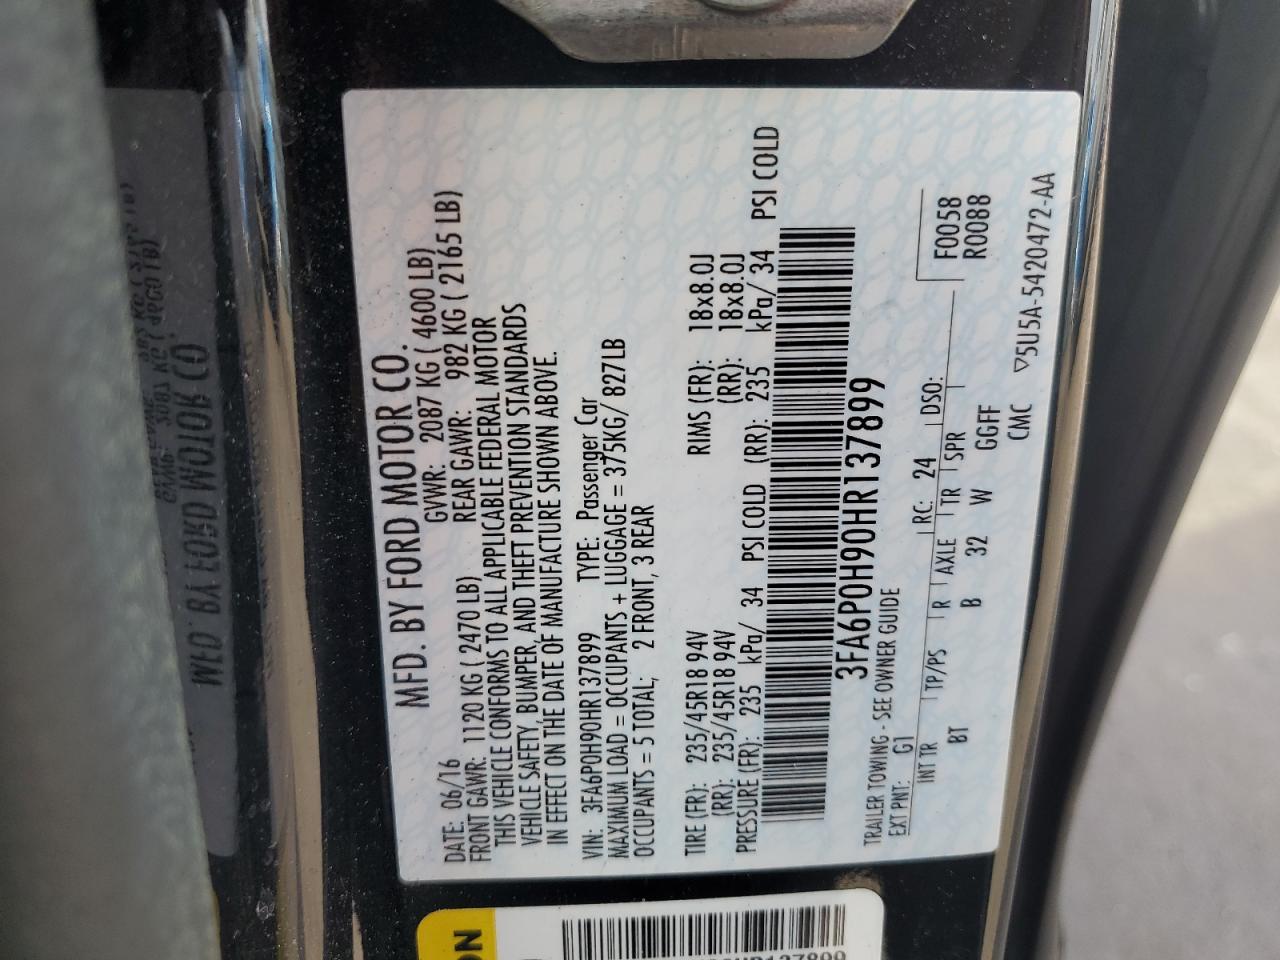 MFD. BY FORD MOTOR CO.
DATE: 06/16 GVWR: 2087 KG ( 4600 LB)
FRONT GAWR: 1120 KG ( 2470 LB) REAR GAWR: 982 KG ( 2165 LB)
THIS VEHICLE CONFORMS TO ALL APPLICABLE FEDERAL MOTOR
VEHICLE SAFETY, BUMPER, AND THEFT PREVENTION STANDARDS
IN EFFECT ON THE DATE OF MANUFACTURE SHOWN ABOVE.
VIN: 3FA6P0H90HR137899 TYPE: Passenger Car
MAXIMUM LOAD = OCCUPANTS + LUGGAGE = 375KG/ 827LB
OCCUPANTS = 5 TOTAL; 2 FRONT, 3 REAR
TIRE (FR): 235/45R18 94V RIMS (FR): 18x8.0J
(RR): 235/45R18 94V (RR): 18x8.0J
PRESSURE (FR): 235 kPa/ 34 PSI COLD (RR): 235 kPa/ 34 PSI COLD
3FA6P0H90HR137899
TRAILER TOWING - SEE OWNER GUIDE
EXT PNT: G1 RC: 24 DSO: F0058
R0088
INT TR TP/PS R AXLE TR SPR
BT B 32 W GGFF
CMC ▽5U5A-5420472-AA
ON